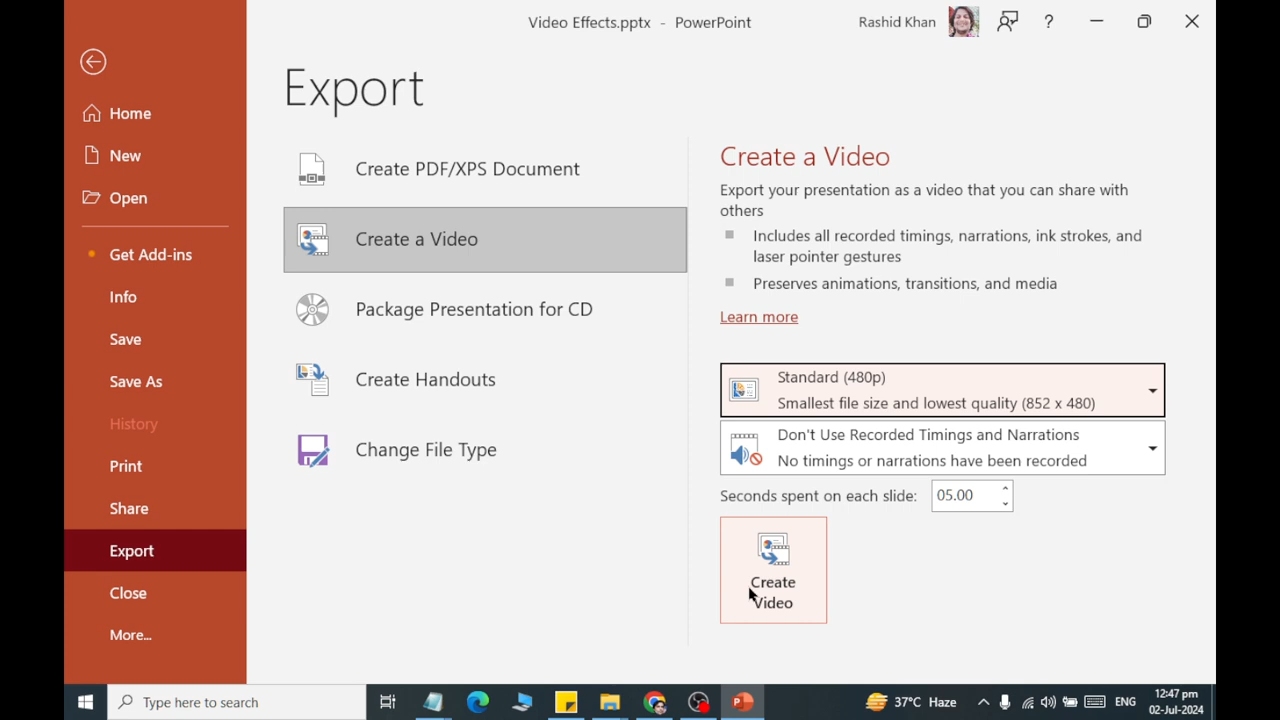 Video Effects.pptx - PowerPoint
Rashid Khan
?
Export
Home
New
Open
Get Add-ins
Info
Save
Save As
History
Print
Share
Export
Close
More...
Create PDF/XPS Document
Create a Video
Package Presentation for CD
Create Handouts
Change File Type
Create a Video
Export your presentation as a video that you can share with
others
Includes all recorded timings, narrations, ink strokes, and
laser pointer gestures
Preserves animations, transitions, and media
Learn more
Standard (480p)
Smallest file size and lowest quality (852 x 480)
Don't Use Recorded Timings and Narrations
No timings or narrations have been recorded
Seconds spent on each slide: 05.00
Create
Video
Type here to search
37°C Haze
ENG
12:47 pm
02-Jul-2024